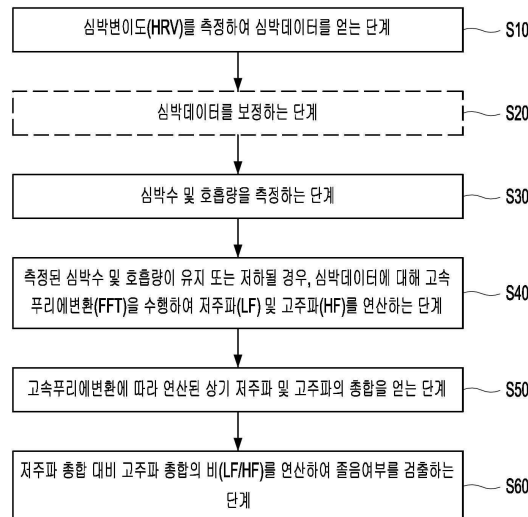 심박변이도(HRV)를 측정하여 심박데이터를 얻는 단계
S10
심박데이터를 보정하는 단계
S20
심박수 및 호흡량을 측정하는 단계
S30
측정된 심박수 및 호흡량이 유지 또는 저하될 경우, 심박데이터에 대해 고속
푸리에변환(FFT)을 수행하여 저주파(LF) 및 고주파(HF)를 연산하는 단계
S40
고속푸리에변환에 따라 연산된 상기 저주파 및 고주파의 총합을 얻는 단계
S50
저주파 총합 대비 고주파 총합의 비(LF/HF)를 연산하여 졸음여부를 검출하는
단계
S60